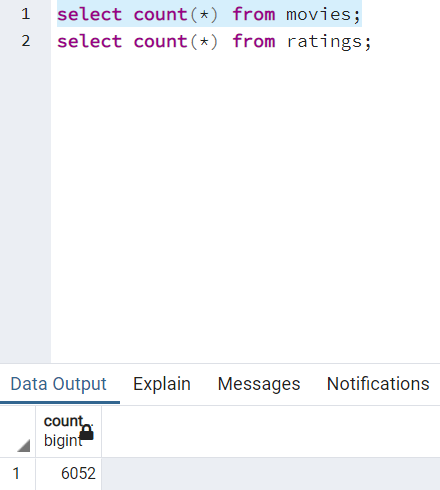 1 select count(*) from movies;
2 select count(*) from ratings;
Data Output Explain Messages Notifications
count
bigint
1 6052